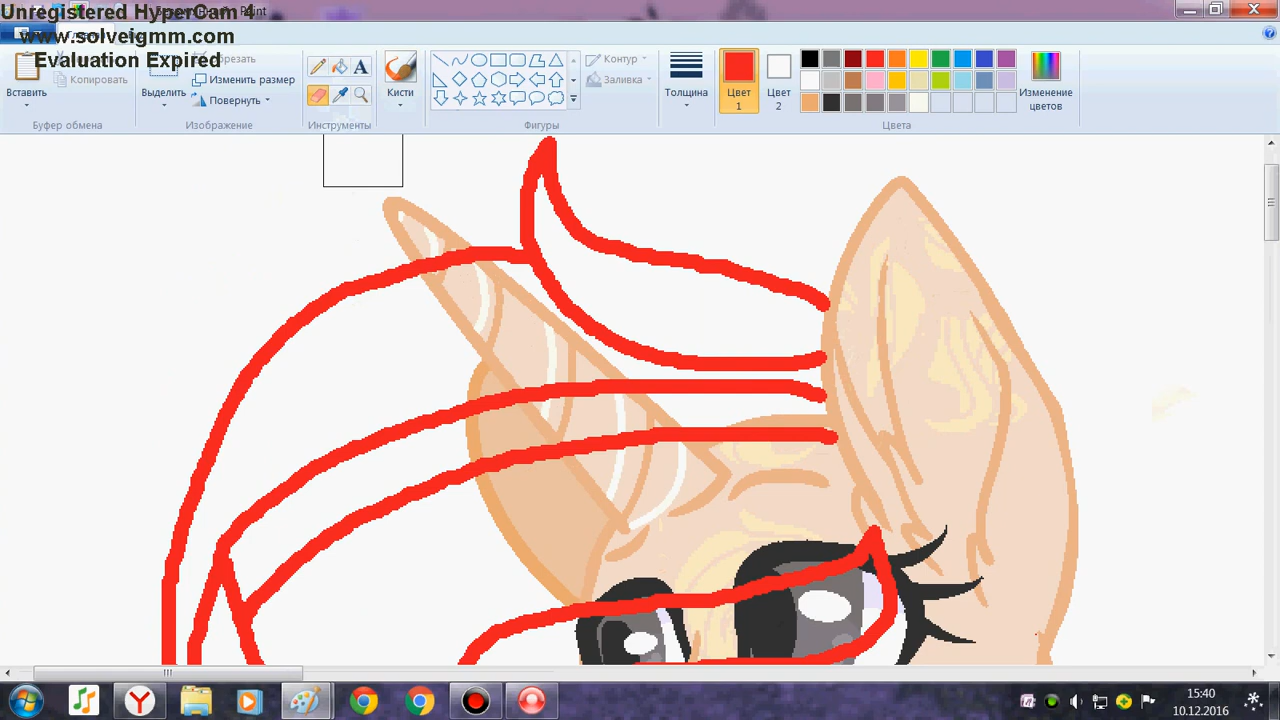 Unregistered HyperCam 4
Paint
www.solveigmm.com
Evaluation Expired
Вставить
Копировать
Выделить
Изменить размер
Повернуть
Кисти
Контур
Заливка
Толщина
Цвет
1
Цвет
2
Изменение
цветов
Буфер обмена
Изображение
Инструменты
Фигуры
Цвета
15:40
10.12.2016